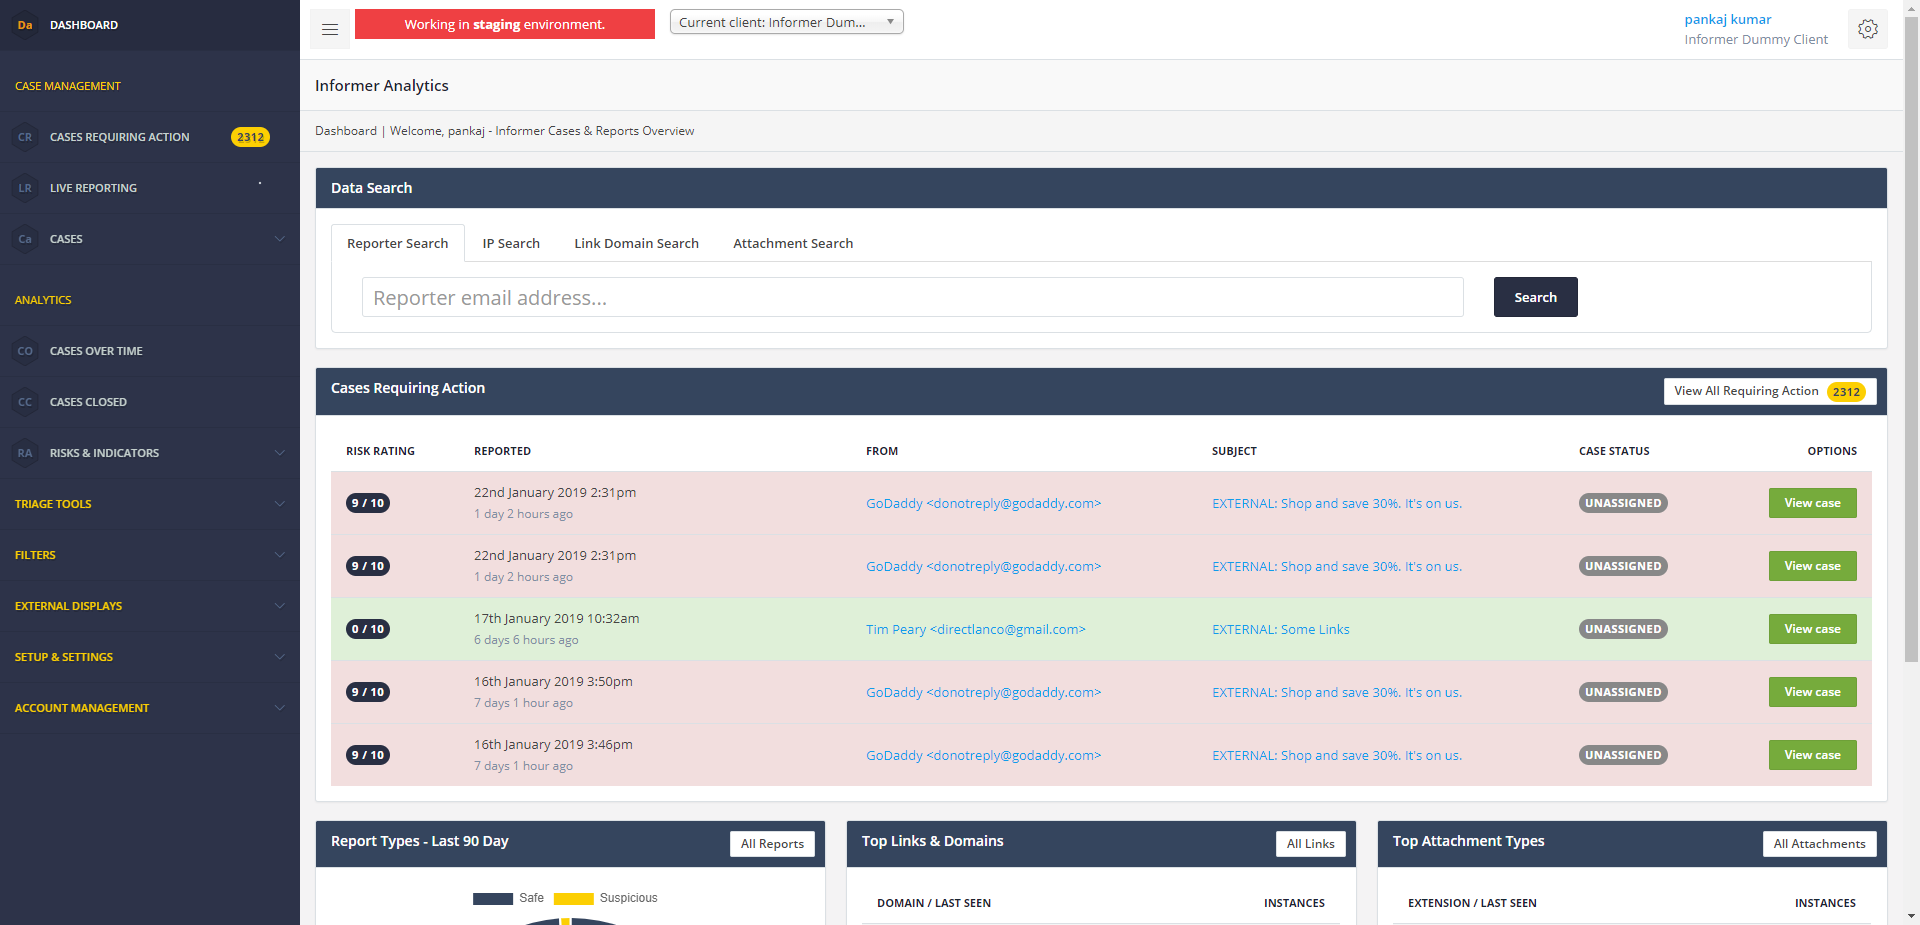 Da DASHBOARD
CASE MANAGEMENT
CR CASES REQUIRING ACTION 2312
LR LIVE REPORTING
Ca CASES
ANALYTICS
CO CASES OVER TIME
CC CASES CLOSED
RA RISKS & INDICATORS
TRIAGE TOOLS
FILTERS
EXTERNAL DISPLAYS
SETUP & SETTINGS
ACCOUNT MANAGEMENT
Working in staging environment.
Current client: Informer Dum...
pankaj kumar
Informer Dummy Client
Informer Analytics
Dashboard | Welcome, pankaj - Informer Cases & Reports Overview
Data Search
Reporter Search IP Search Link Domain Search Attachment Search
Reporter email address... Search
Cases Requiring Action View All Requiring Action 2312
RISK RATING REPORTED FROM SUBJECT CASE STATUS OPTIONS
9 / 10 22nd January 2019 2:31pm GoDaddy <donotreply@godaddy.com> EXTERNAL: Shop and save 30%. It's on us. UNASSIGNED View case
1 day 2 hours ago
9 / 10 22nd January 2019 2:31pm GoDaddy <donotreply@godaddy.com> EXTERNAL: Shop and save 30%. It's on us. UNASSIGNED View case
1 day 2 hours ago
0 / 10 17th January 2019 10:32am Tim Peary <directlanco@gmail.com> EXTERNAL: Some Links UNASSIGNED View case
6 days 6 hours ago
9 / 10 16th January 2019 3:50pm GoDaddy <donotreply@godaddy.com> EXTERNAL: Shop and save 30%. It's on us. UNASSIGNED View case
7 days 1 hour ago
9 / 10 16th January 2019 3:46pm GoDaddy <donotreply@godaddy.com> EXTERNAL: Shop and save 30%. It's on us. UNASSIGNED View case
7 days 1 hour ago
Report Types - Last 90 Day All Reports
Safe Suspicious
Top Links & Domains All Links
DOMAIN / LAST SEEN INSTANCES
Top Attachment Types All Attachments
EXTENSION / LAST SEEN INSTANCES